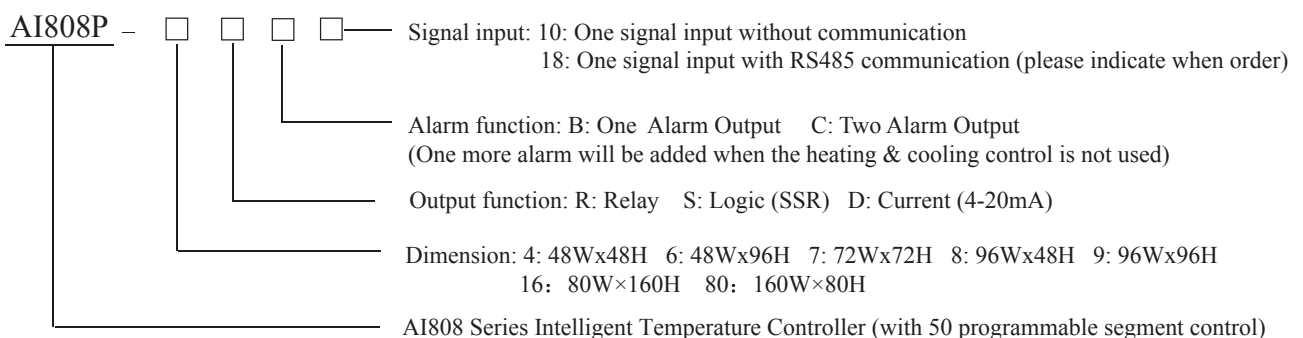 AI808P – □ □ □ □ Signal input: 10: One signal input without communication
18: One signal input with RS485 communication (please indicate when order)
Alarm function: B: One Alarm Output C: Two Alarm Output
(One more alarm will be added when the heating & cooling control is not used)
Output function: R: Relay S: Logic (SSR) D: Current (4-20mA)
Dimension: 4: 48Wx48H 6: 48Wx96H 7: 72Wx72H 8: 96Wx48H 9: 96Wx96H
16：80W×160H 80：160W×80H
AI808 Series Intelligent Temperature Controller (with 50 programmable segment control)